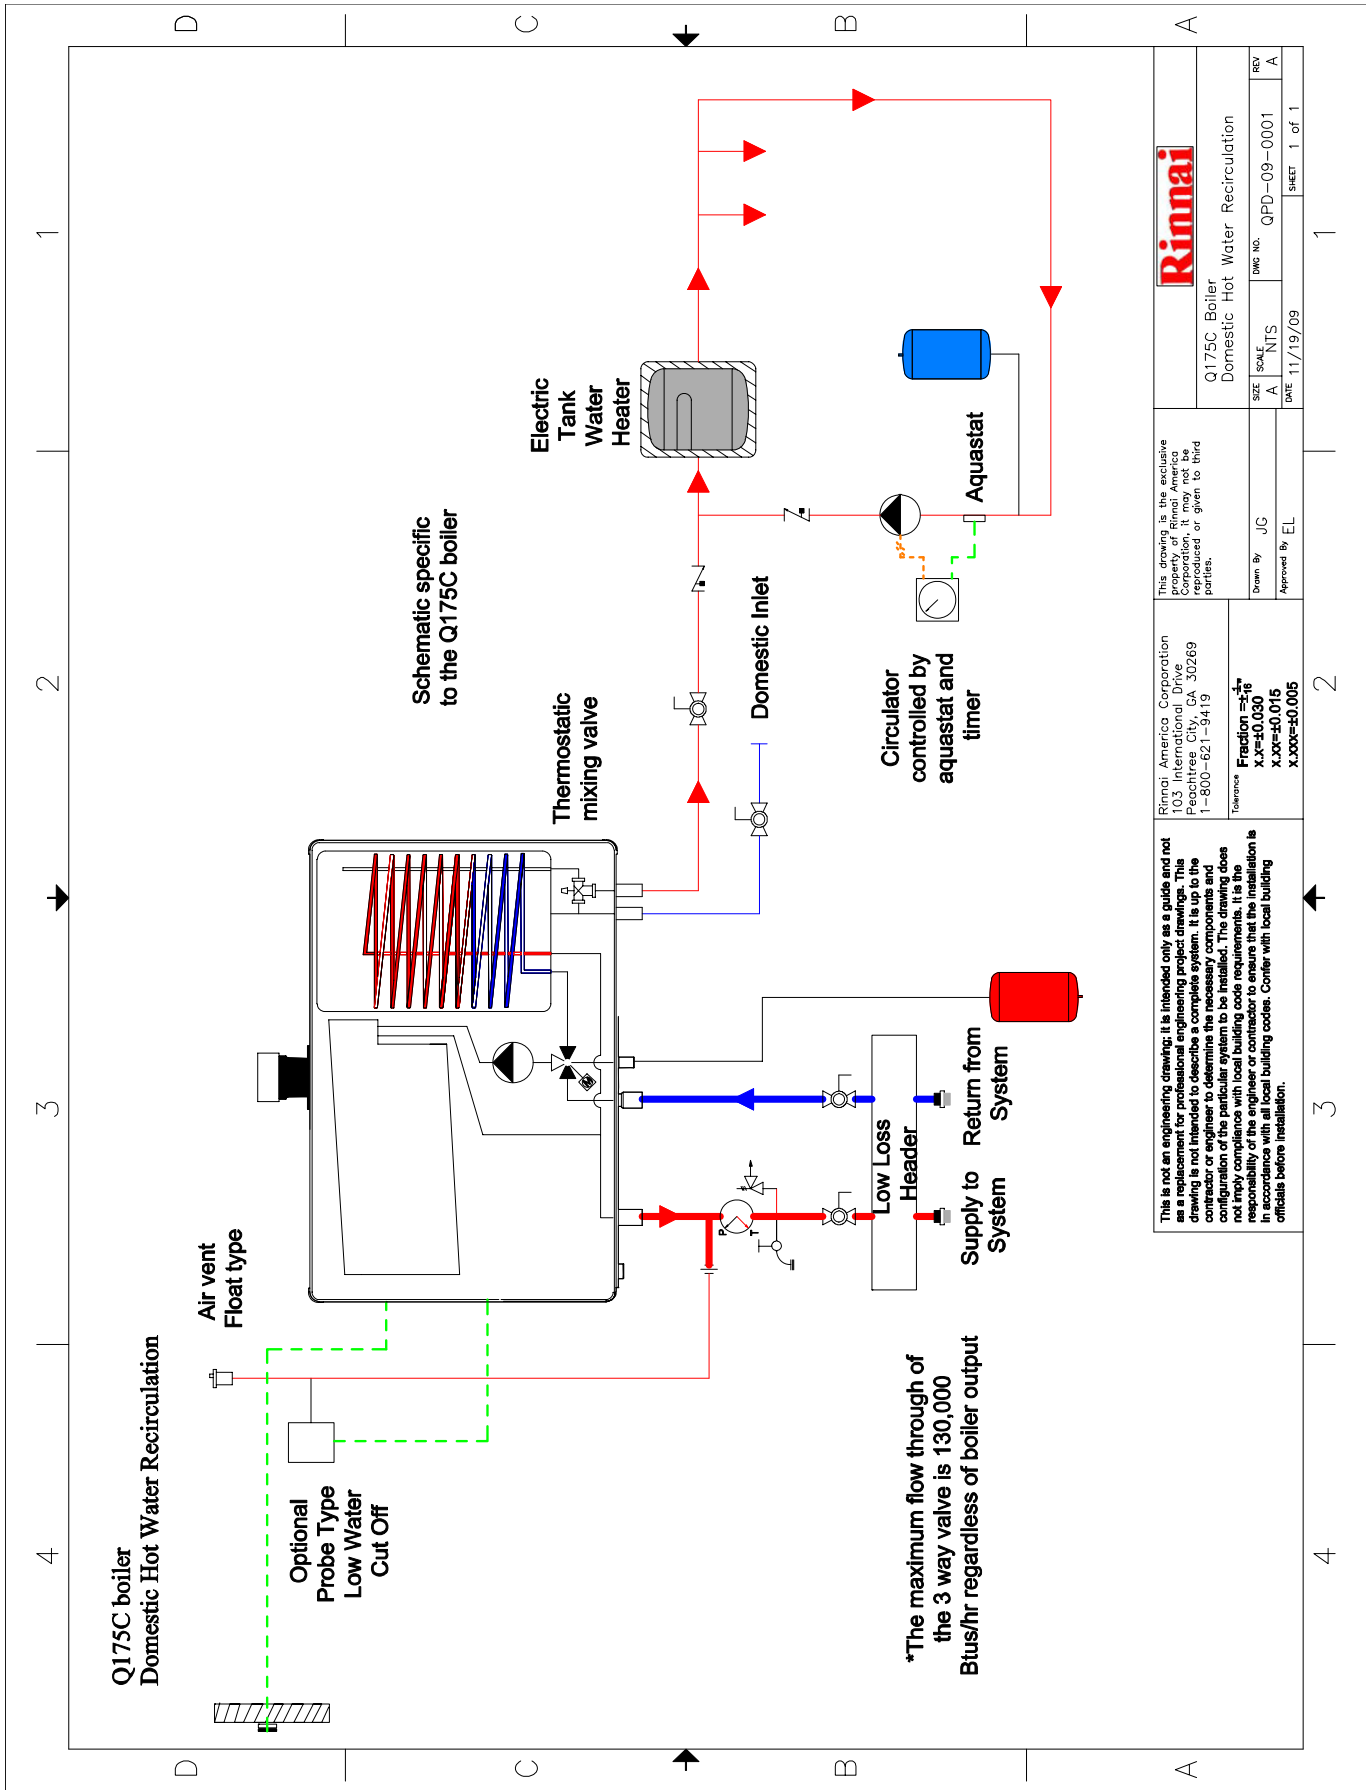 Q175C boiler
Domestic Hot Water Recirculation
Air vent
Float type
Optional
Probe Type
Low Water
Cut Off
Schematic specific
to the Q175C boiler
Thermostatic
mixing valve
Electric
Tank
Water
Heater
Domestic Inlet
Circulator
controlled by
aquastat and
timer
Aquastat
P
T
M
Low Loss
Header
Supply to
System
Return from
System
*The maximum flow through of
the 3 way valve is 130,000
Btus/hr regardless of boiler output
This is not an engineering drawing; it is intended only as a guide and not
as a replacement for professional engineering project drawings. This
drawing is not intended to describe a complete system. It is up to the
contractor or engineer to determine the necessary components and
configuration of the particular system to be installed. The drawing does
not imply compliance with local building code requirements. It is the
responsibility of the engineer or contractor to ensure that the installation is
in accordance with all local building codes. Confer with local building
officials before installation.
Rinnai America Corporation
103 International Drive
Peachtree City, GA 30269
1-800-621-9419
Tolerance
Fraction =±1/16"
X.X=±0.030
X.XX=±0.015
X.XXX=±0.005
This drawing is the exclusive
property of Rinnai America
Corporation, it may not be
reproduced or given to third
parties.
Drawn By JG
Approved By EL
Rinnai
Q175C Boiler
Domestic Hot Water Recirculation
SIZE A
SCALE NTS
DWG NO. QPD-09-0001
REV A
DATE 11/19/09
SHEET 1 of 1
4
3
2
1
4
3
2
1
D
C
B
A
D
C
B
A